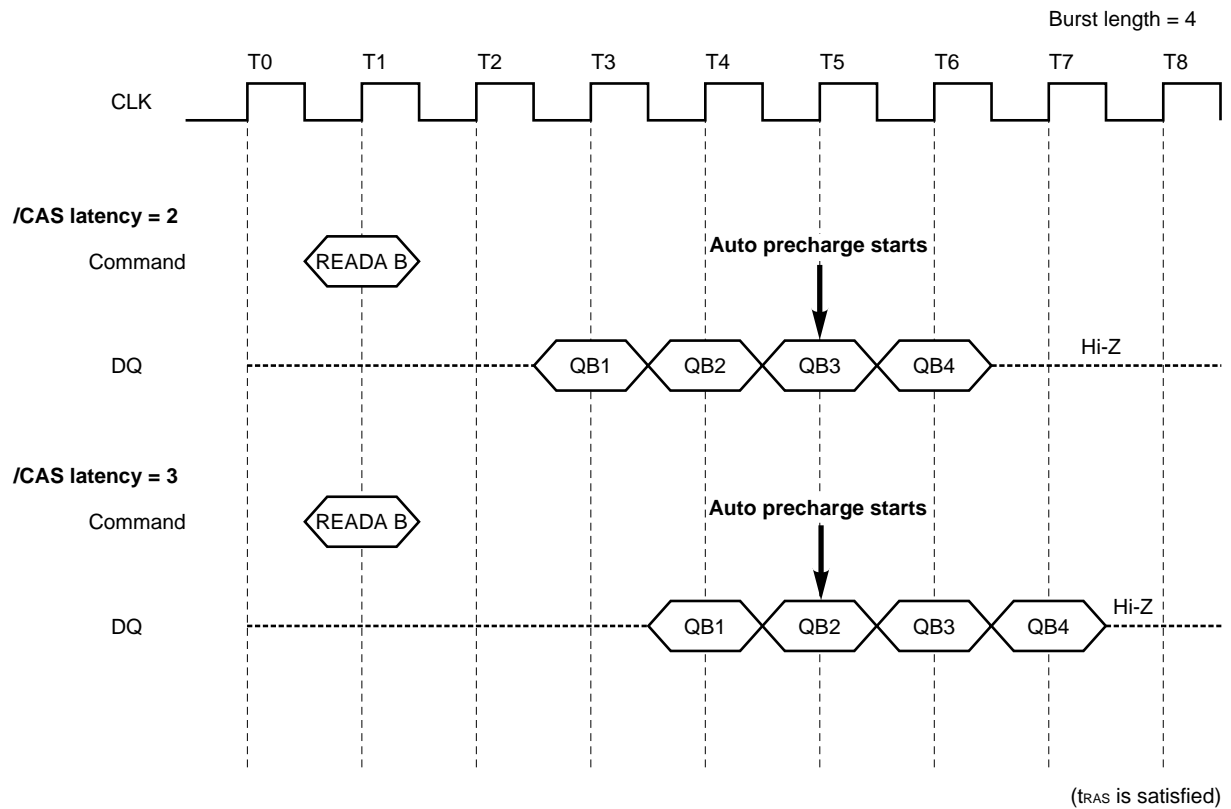 Burst length = 4
T0 T1 T2 T3 T4 T5 T6 T7 T8
CLK
/CAS latency = 2
Auto precharge starts
Command READA B
Hi-Z
DQ QB1 QB2 QB3 QB4
/CAS latency = 3
Auto precharge starts
Command READA B
Hi-Z
DQ QB1 QB2 QB3 QB4
(tRAS is satisfied)